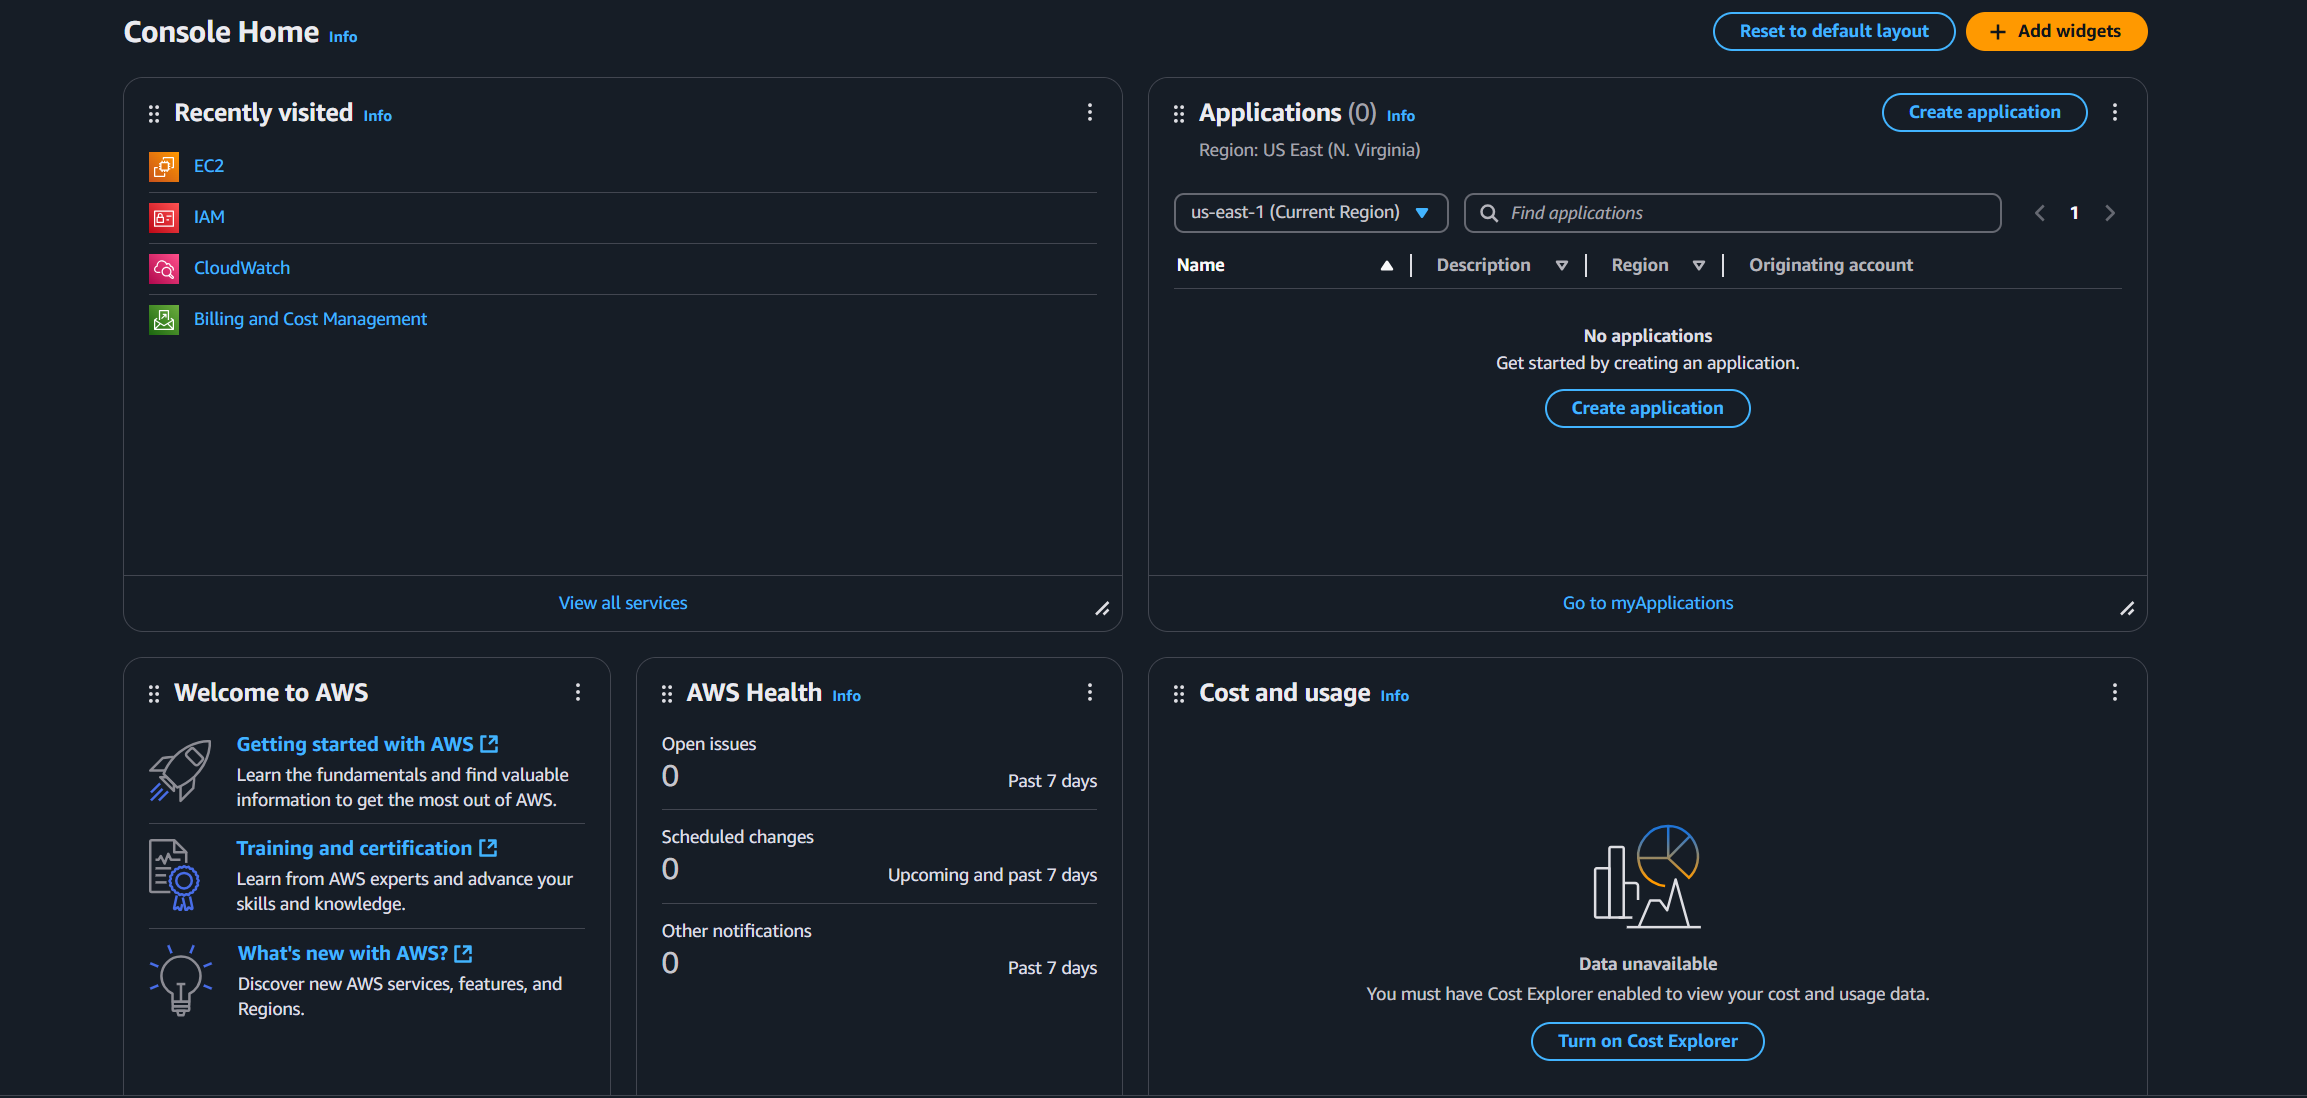 Console Home Info
Reset to default layout
Add widgets
Recently visited Info
EC2
IAM
CloudWatch
Billing and Cost Management
View all services
Applications (0) Info
Create application
Region: US East (N. Virginia)
us-east-1 (Current Region)
Find applications
1
Name
Description
Region
Originating account
No applications
Get started by creating an application.
Create application
Go to myApplications
Welcome to AWS
Getting started with AWS
Learn the fundamentals and find valuable
information to get the most out of AWS.
Training and certification
Learn from AWS experts and advance your
skills and knowledge.
What's new with AWS?
Discover new AWS services, features, and
Regions.
AWS Health Info
Open issues
0
Past 7 days
Scheduled changes
0
Upcoming and past 7 days
Other notifications
0
Past 7 days
Cost and usage Info
Data unavailable
You must have Cost Explorer enabled to view your cost and usage data.
Turn on Cost Explorer